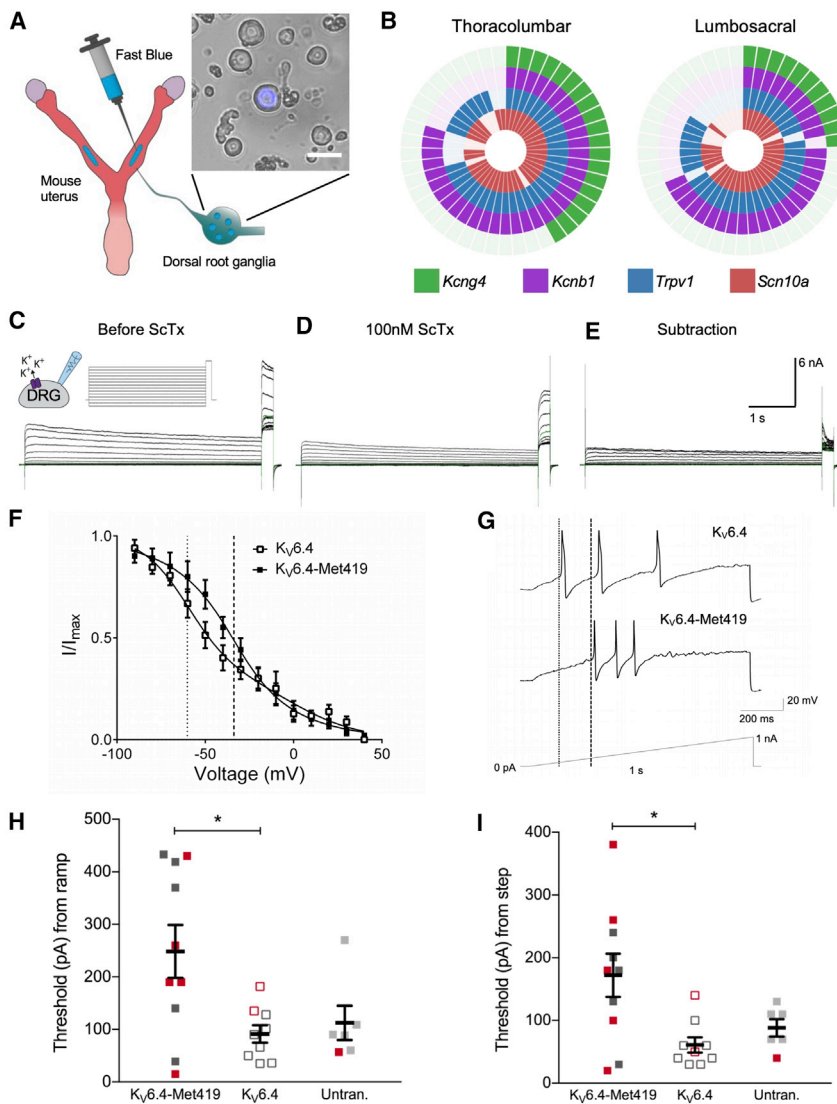 A
Fast Blue
Mouse
uterus
Dorsal root ganglia
B
Thoracolumbar
Lumbosacral
Kcng4
Kcnb1
Trpv1
Scn10a
C
Before ScTx
K⁺
K⁺
K⁺
DRG
D
100nM ScTx
E
Subtraction
6 nA
1 s
F
I/Imax
1.0
0.5
0.0
-100
-50
0
50
Voltage (mV)
KV6.4
KV6.4-Met419
G
KV6.4
KV6.4-Met419
20 mV
200 ms
1 nA
0 pA
1 s
H
Threshold (pA) from ramp
500
400
300
200
100
0
*
KV6.4-Met419
KV6.4
Untran.
I
Threshold (pA) from step
400
300
200
100
0
*
KV6.4-Met419
KV6.4
Untran.